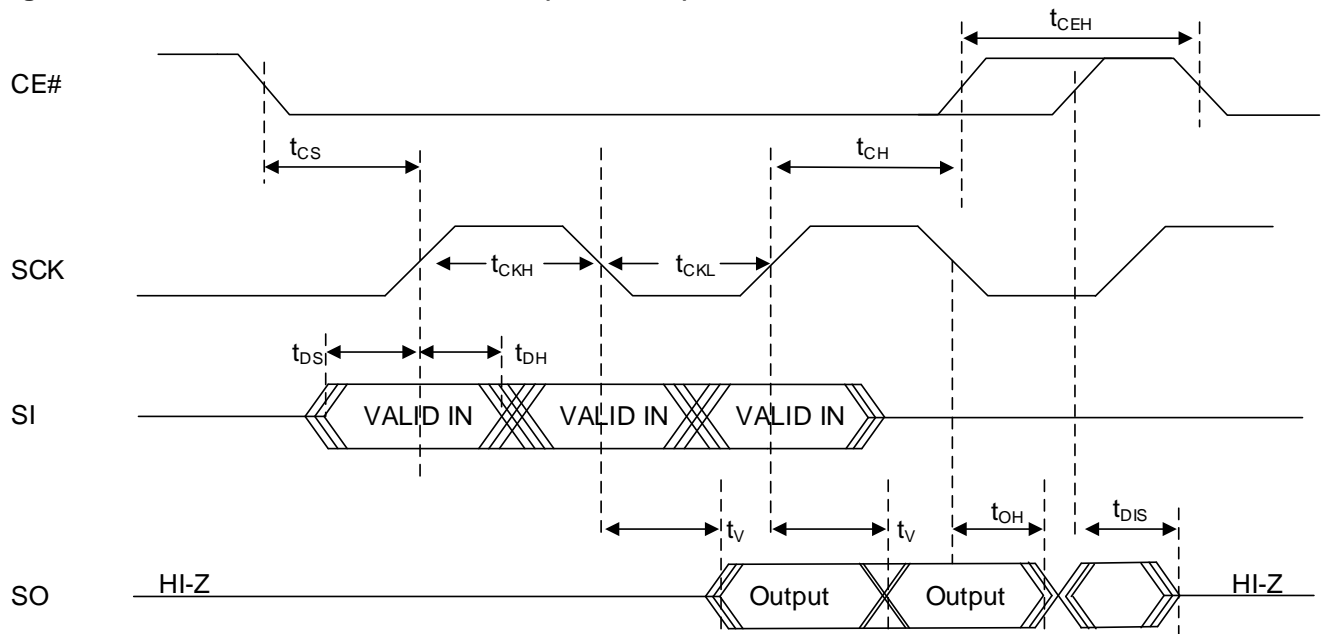 tCEH
CE#
tCS
tCH
SCK
tCKH
tCKL
tDS
tDH
SI
VALID IN
VALID IN
VALID IN
tV
tV
tOH
tDIS
SO
HI-Z
Output
Output
HI-Z